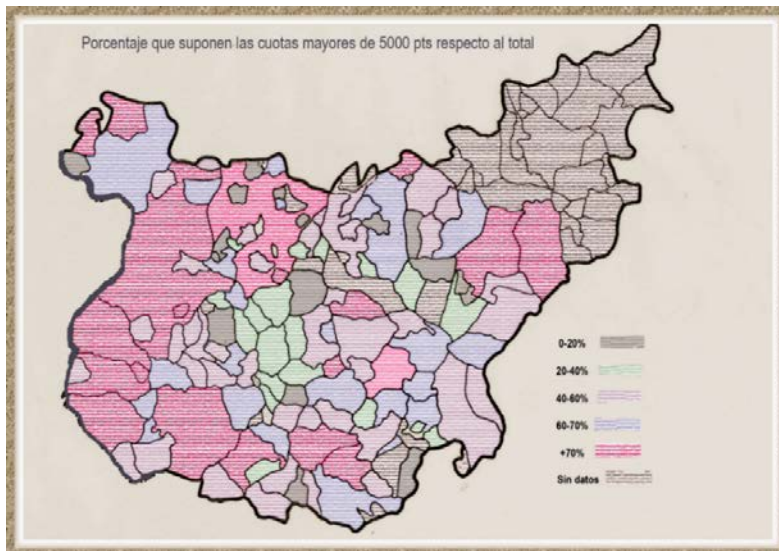 Porcentaje que suponen las cuotas mayores de 5000 pts respecto al total
0-20%
20-40%
40-60%
60-70%
+70%
Sin datos